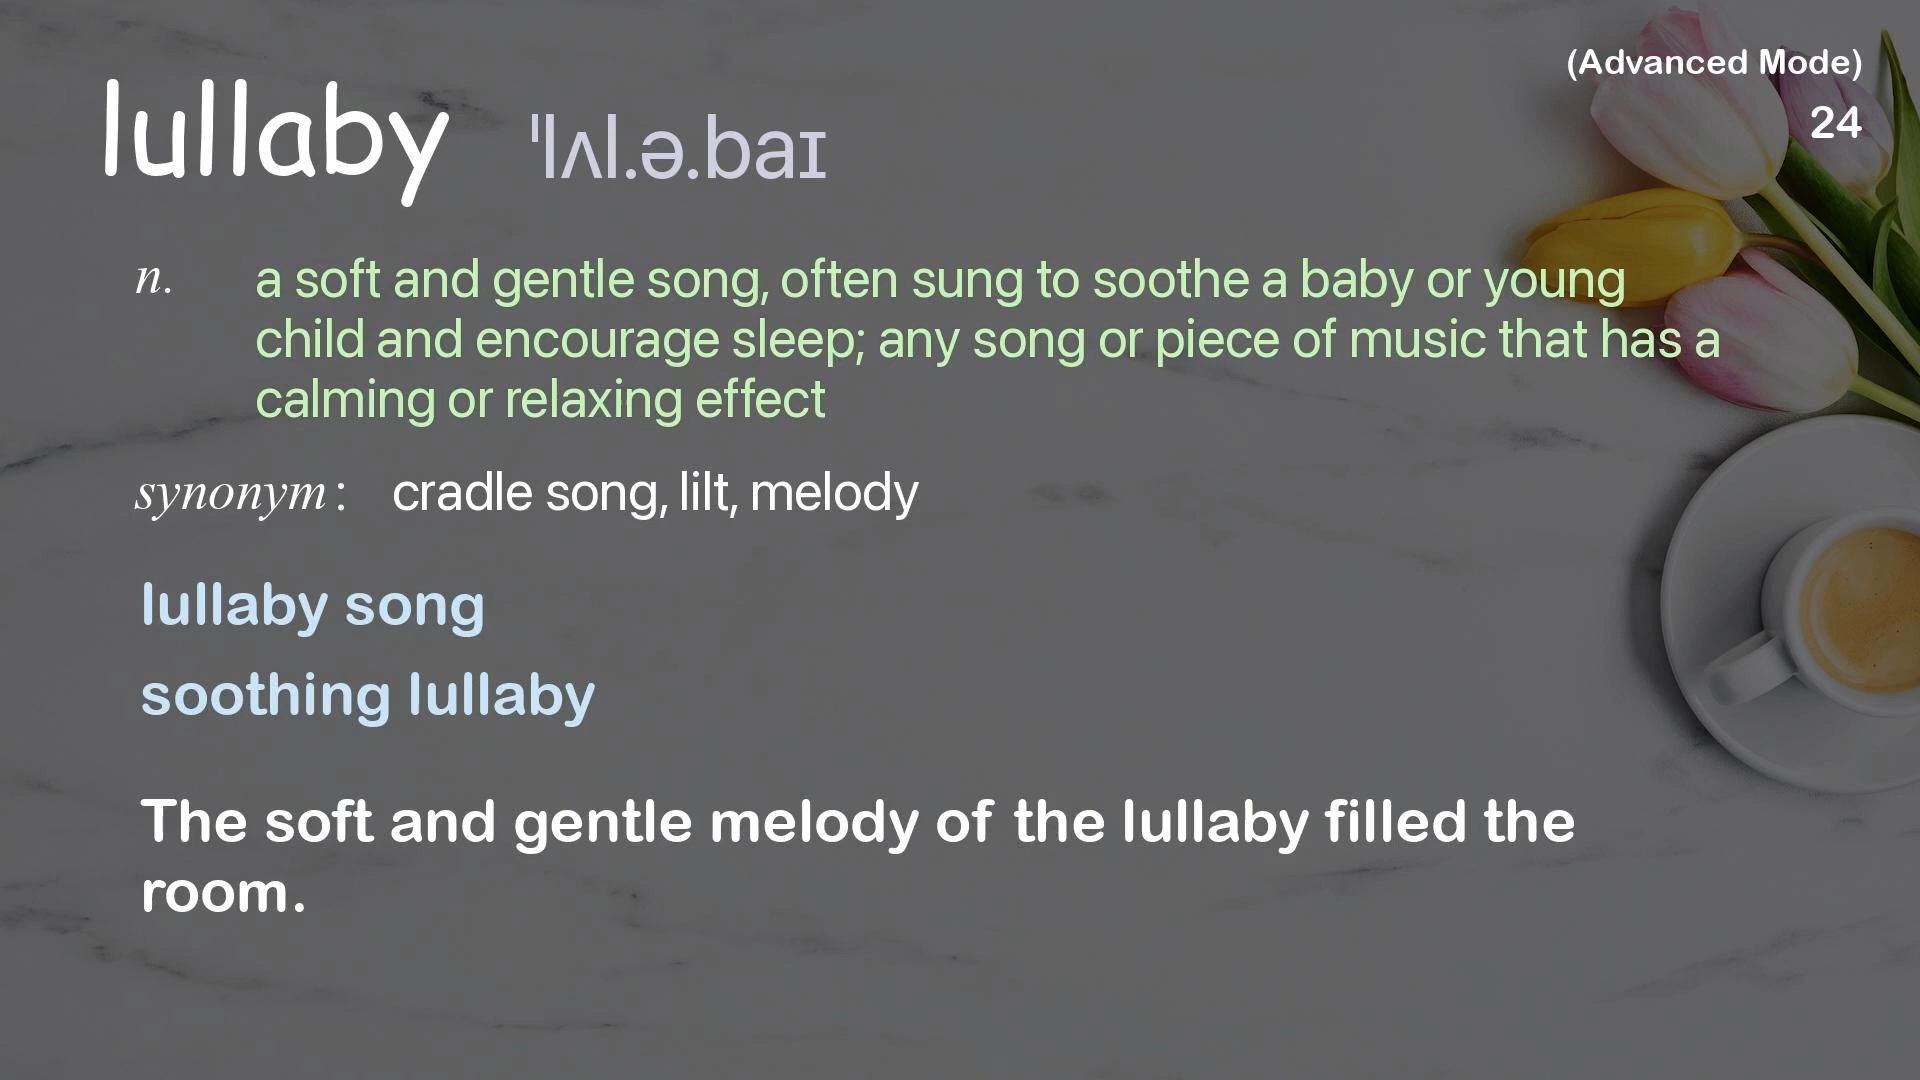 (Advanced Mode)
24
lullaby ˈlʌl.ə.baɪ
n. a soft and gentle song, often sung to soothe a baby or young
child and encourage sleep; any song or piece of music that has a
calming or relaxing effect
synonym: cradle song, lilt, melody
lullaby song
soothing lullaby
The soft and gentle melody of the lullaby filled the
room.